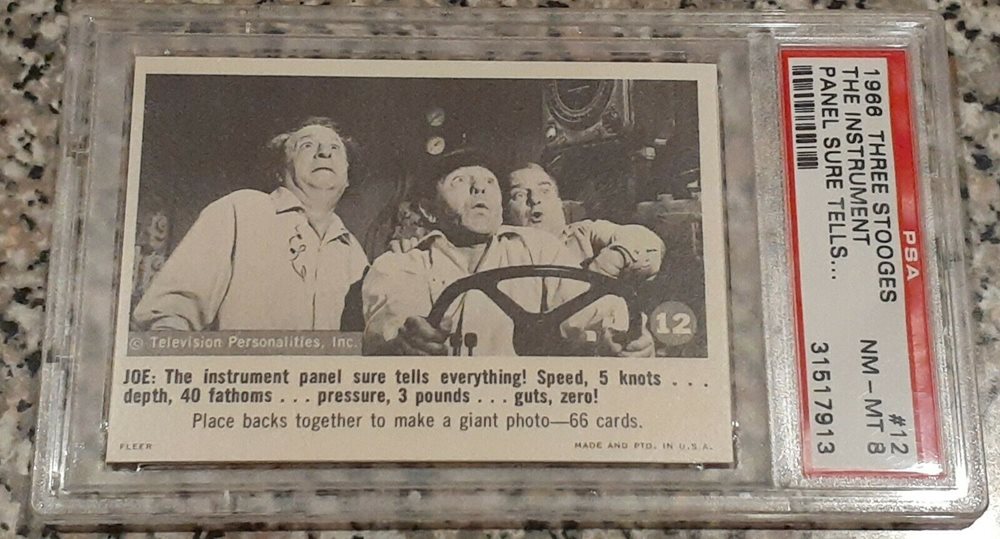 © Television Personalities, Inc.
12
JOE: The instrument panel sure tells everything! Speed, 5 knots . . .
depth, 40 fathoms . . . pressure, 3 pounds . . . guts, zero!
Place backs together to make a giant photo—66 cards.
FLEER
MADE AND PTD. IN U.S.A.
PSA
1966 THREE STOOGES #12
THE INSTRUMENT NM - MT 8
PANEL SURE TELLS... 31517913